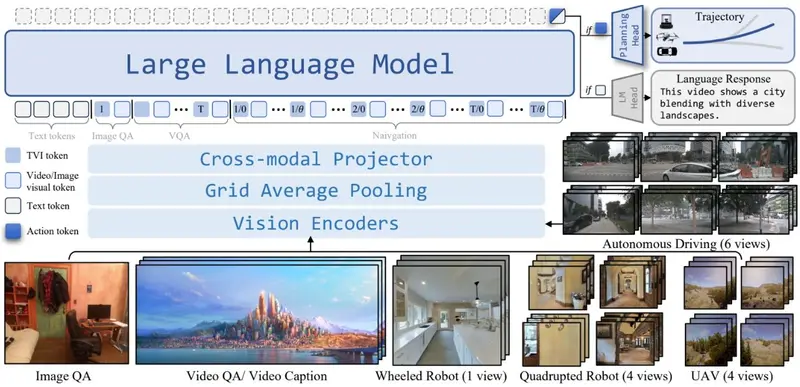 Large Language Model
if
Planning Head
Trajectory
if
LM Head
Language Response
This video shows a city
blending with diverse
landscapes.
I
T
1/0
1/θ
2/0
2/θ
T/0
T/θ
Text tokens
Image QA
VQA
Naivgation
TVI token
Video/Image
visual token
Text token
Action token
Cross-modal Projector
Grid Average Pooling
Vision Encoders
Autonomous Driving (6 views)
Image QA
Video QA/ Video Caption
Wheeled Robot (1 view)
Quadrupted Robot (4 views)
UAV (4 views)